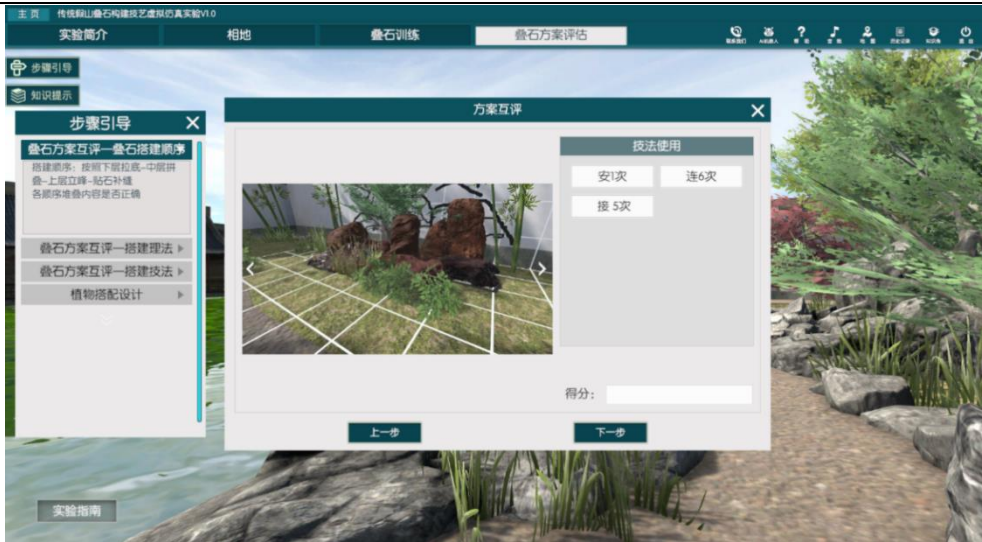 主 页 传统假山叠石构建技艺虚拟仿真实验V1.0
实验简介 相地 叠石训练 叠石方案评估
步骤引导
知识提示
步骤引导 X
叠石方案互评—叠石搭建顺序
搭建顺序：按照下层拉底-中层拼
叠-上层立峰-贴石补缝
各顺序堆叠内容是否正确
叠石方案互评—搭建理法
叠石方案互评—搭建技法
植物搭配设计
方案互评 X
技法使用
安1次 连6次
接 5次
得分：
上一步 下一步
实验指南